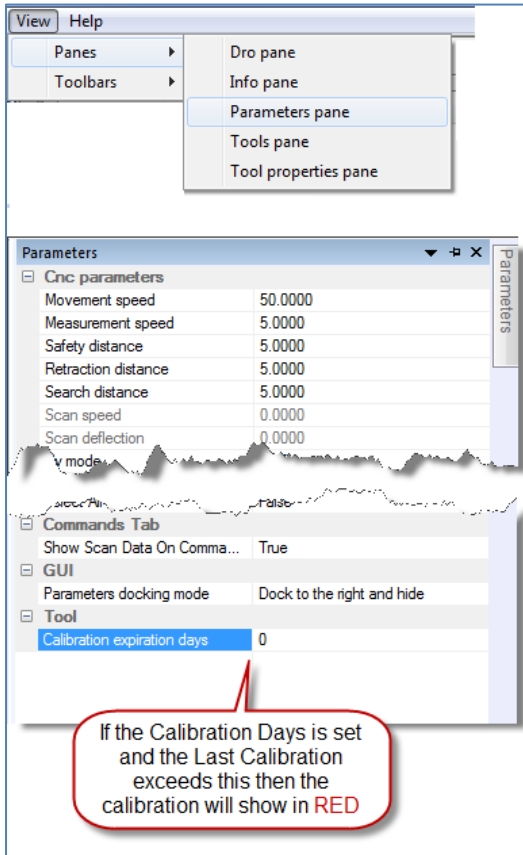 View Help
Panes
Toolbars
Dro pane
Info pane
Parameters pane
Tools pane
Tool properties pane
Parameters
Parameters
Cnc parameters
Movement speed 50.0000
Measurement speed 5.0000
Safety distance 5.0000
Retraction distance 5.0000
Search distance 5.0000
Scan speed 0.0000
Scan deflection 0.0000
mode
Commands Tab
Show Scan Data On Comma... True
GUI
Parameters docking mode Dock to the right and hide
Tool
Calibration expiration days 0
If the Calibration Days is set
and the Last Calibration
exceeds this then the
calibration will show in RED